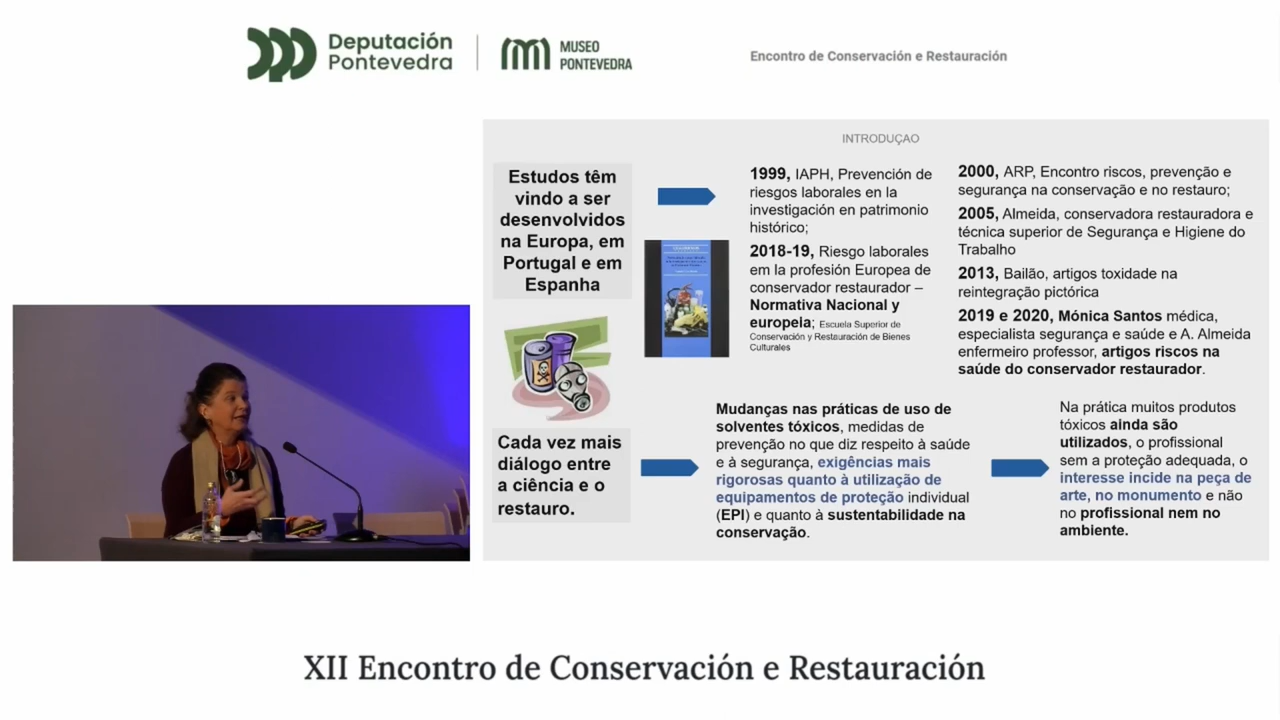 Deputación
Pontevedra
MUSEO
PONTEVEDRA
Encontro de Conservación e Restauración
INTRODUÇAO
Estudos têm
vindo a ser
desenvolvidos
na Europa, em
Portugal e em
Espanha
1999, IAPH, Prevención de
riesgos laborales en la
investigación en patrimonio
histórico;
2018-19, Riesgo laborales
em la profesión Europea de
conservador restaurador –
Normativa Nacional y
europeia; Escuela Superior de
Conservación y Restauración de Bienes
Culturales
2000, ARP, Encontro riscos, prevenção e
segurança na conservação e no restauro;
2005, Almeida, conservadora restauradora e
técnica superior de Segurança e Higiene do
Trabalho
2013, Bailão, artigos toxidade na
reintegração pictórica
2019 e 2020, Mónica Santos médica,
especialista segurança e saúde e A. Almeida
enfermeiro professor, artigos riscos na
saúde do conservador restaurador.
Cada vez mais
diálogo entre
a ciência e o
restauro.
Mudanças nas práticas de uso de
solventes tóxicos, medidas de
prevenção no que diz respeito à saúde
e à segurança, exigências mais
rigorosas quanto à utilização de
equipamentos de proteção individual
(EPI) e quanto à sustentabilidade na
conservação.
Na prática muitos produtos
tóxicos ainda são
utilizados, o profissional
sem a proteção adequada, o
interesse incide na peça de
arte, no monumento e não
no profissional nem no
ambiente.
XII Encontro de Conservación e Restauración